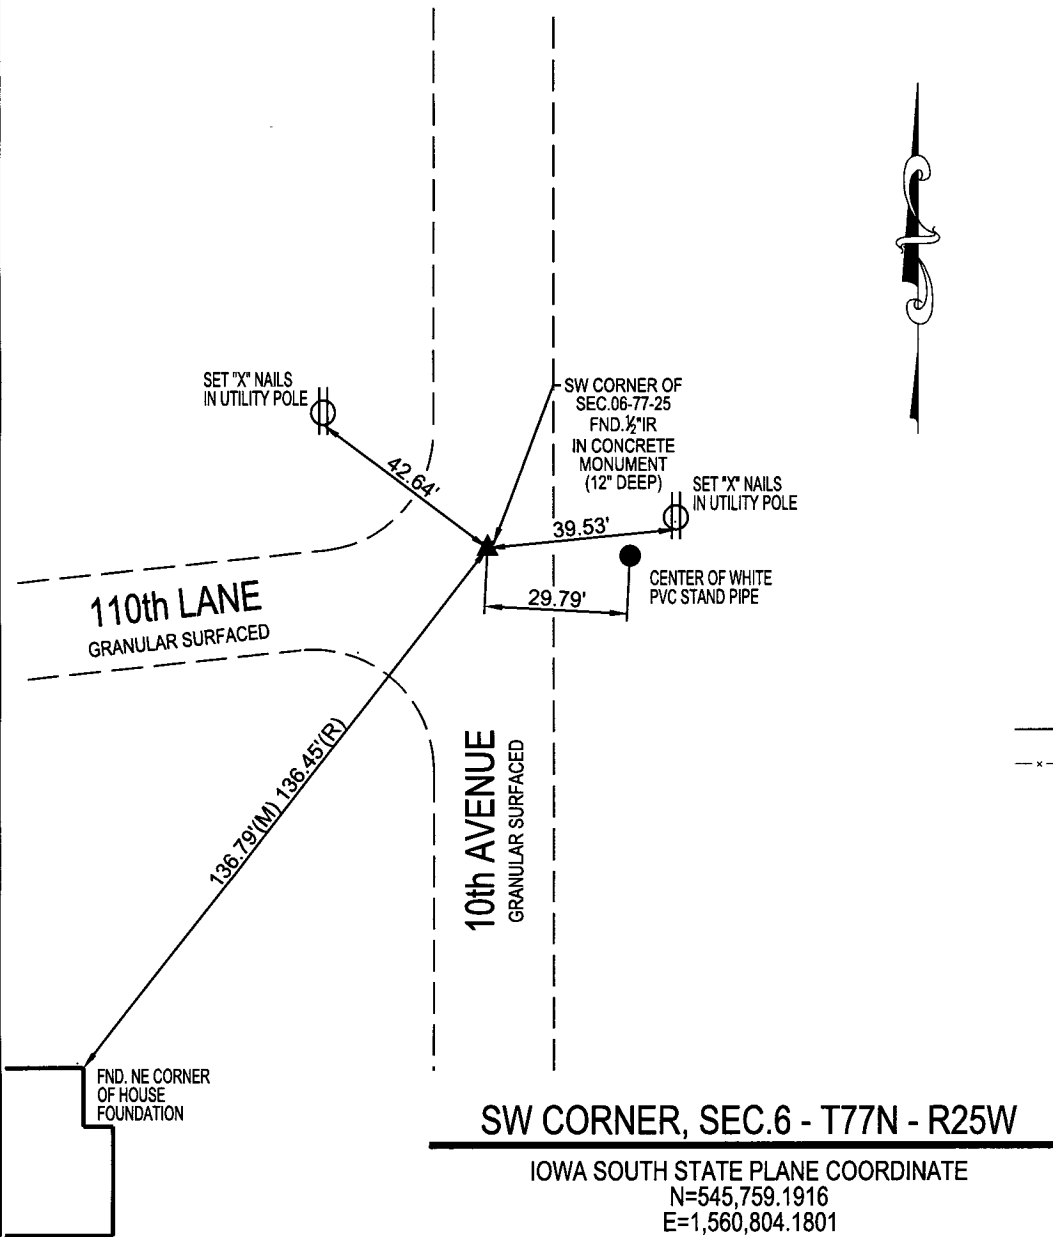 SET "X" NAILS
IN UTILITY POLE
SW CORNER OF
SEC.06-77-25
FND.½"IR
IN CONCRETE
MONUMENT
(12" DEEP)
42.64'
SET "X" NAILS
IN UTILITY POLE
39.53'
CENTER OF WHITE
PVC STAND PIPE
29.79'
110th LANE
GRANULAR SURFACED
136.79'(M) 136.45'(R)
10th AVENUE
GRANULAR SURFACED
x
FND. NE CORNER
OF HOUSE
FOUNDATION
SW CORNER, SEC.6 - T77N - R25W
IOWA SOUTH STATE PLANE COORDINATE
N=545,759.1916
E=1,560,804.1801